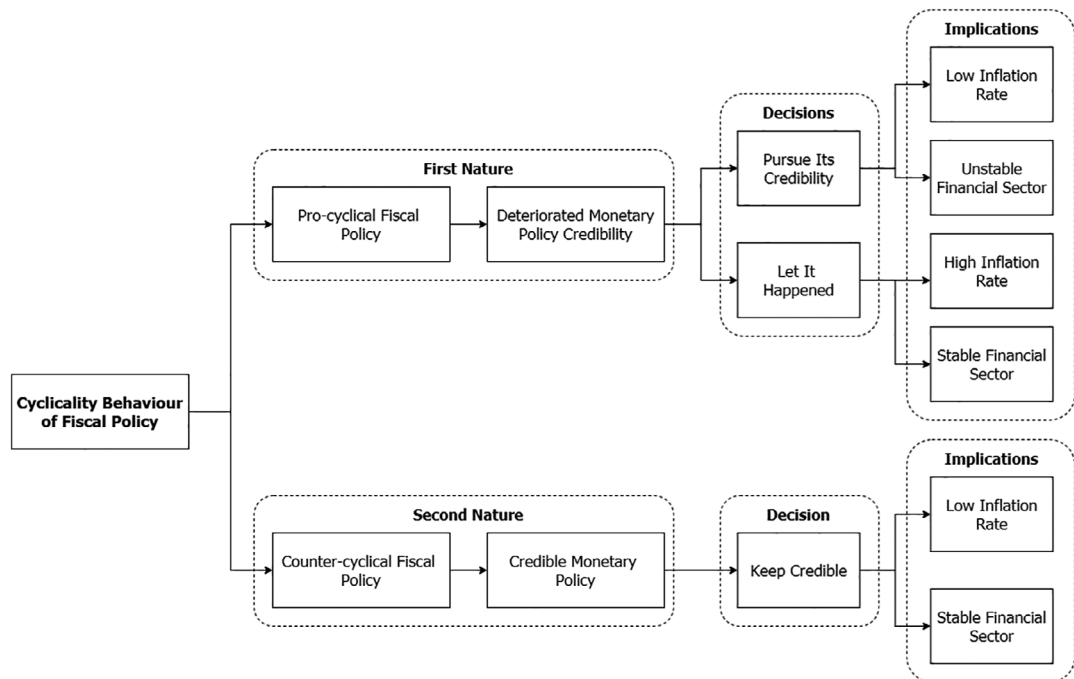 Implications
Low Inflation
Rate
Decisions
Pursue Its
Credibility
Unstable
Financial Sector
First Nature
Pro-cyclical Fiscal
Policy
Deteriorated Monetary
Policy Credibility
Let It
Happened
High Inflation
Rate
Stable Financial
Sector
Cyclicality Behaviour
of Fiscal Policy
Implications
Low Inflation
Rate
Second Nature
Decision
Counter-cyclical Fiscal
Policy
Credible Monetary
Policy
Keep Credible
Stable Financial
Sector